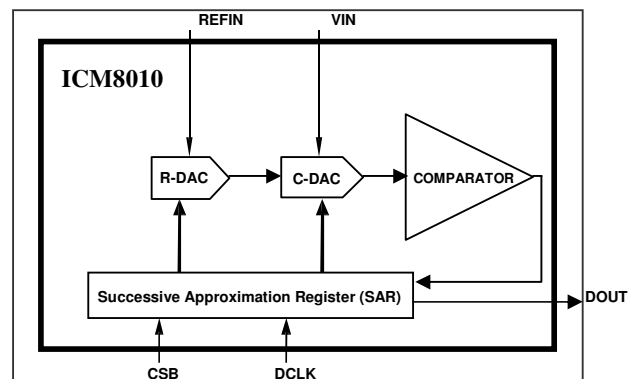 REFIN VIN
ICM8010
R-DAC C-DAC COMPARATOR
Successive Approximation Register (SAR)
DOUT
CSB DCLK